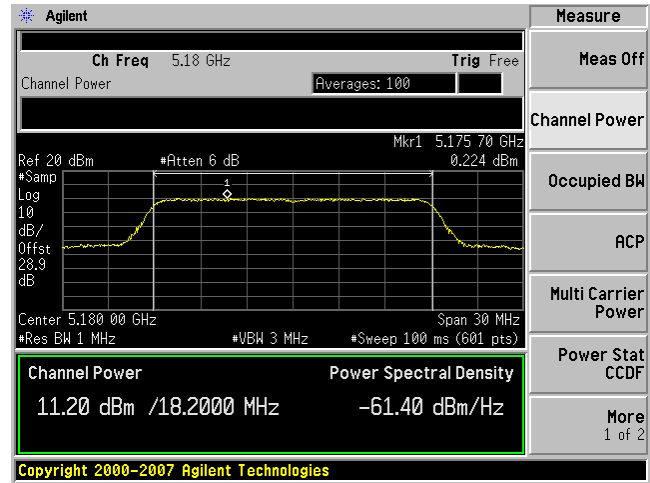 Agilent
Measure
Ch Freq 5.18 GHz Trig Free
Channel Power Averages: 100
Mkr1 5.175 70 GHz
Ref 20 dBm #Atten 6 dB 0.224 dBm
#Samp
Log
10
dB/
Offst
28.9
dB
1
Center 5.180 00 GHz Span 30 MHz
#Res BW 1 MHz #VBW 3 MHz #Sweep 100 ms (601 pts)
Channel Power Power Spectral Density
11.20 dBm /18.2000 MHz -61.40 dBm/Hz
Copyright 2000-2007 Agilent Technologies
Meas Off
Channel Power
Occupied BW
ACP
Multi Carrier
Power
Power Stat
CCDF
More
1 of 2